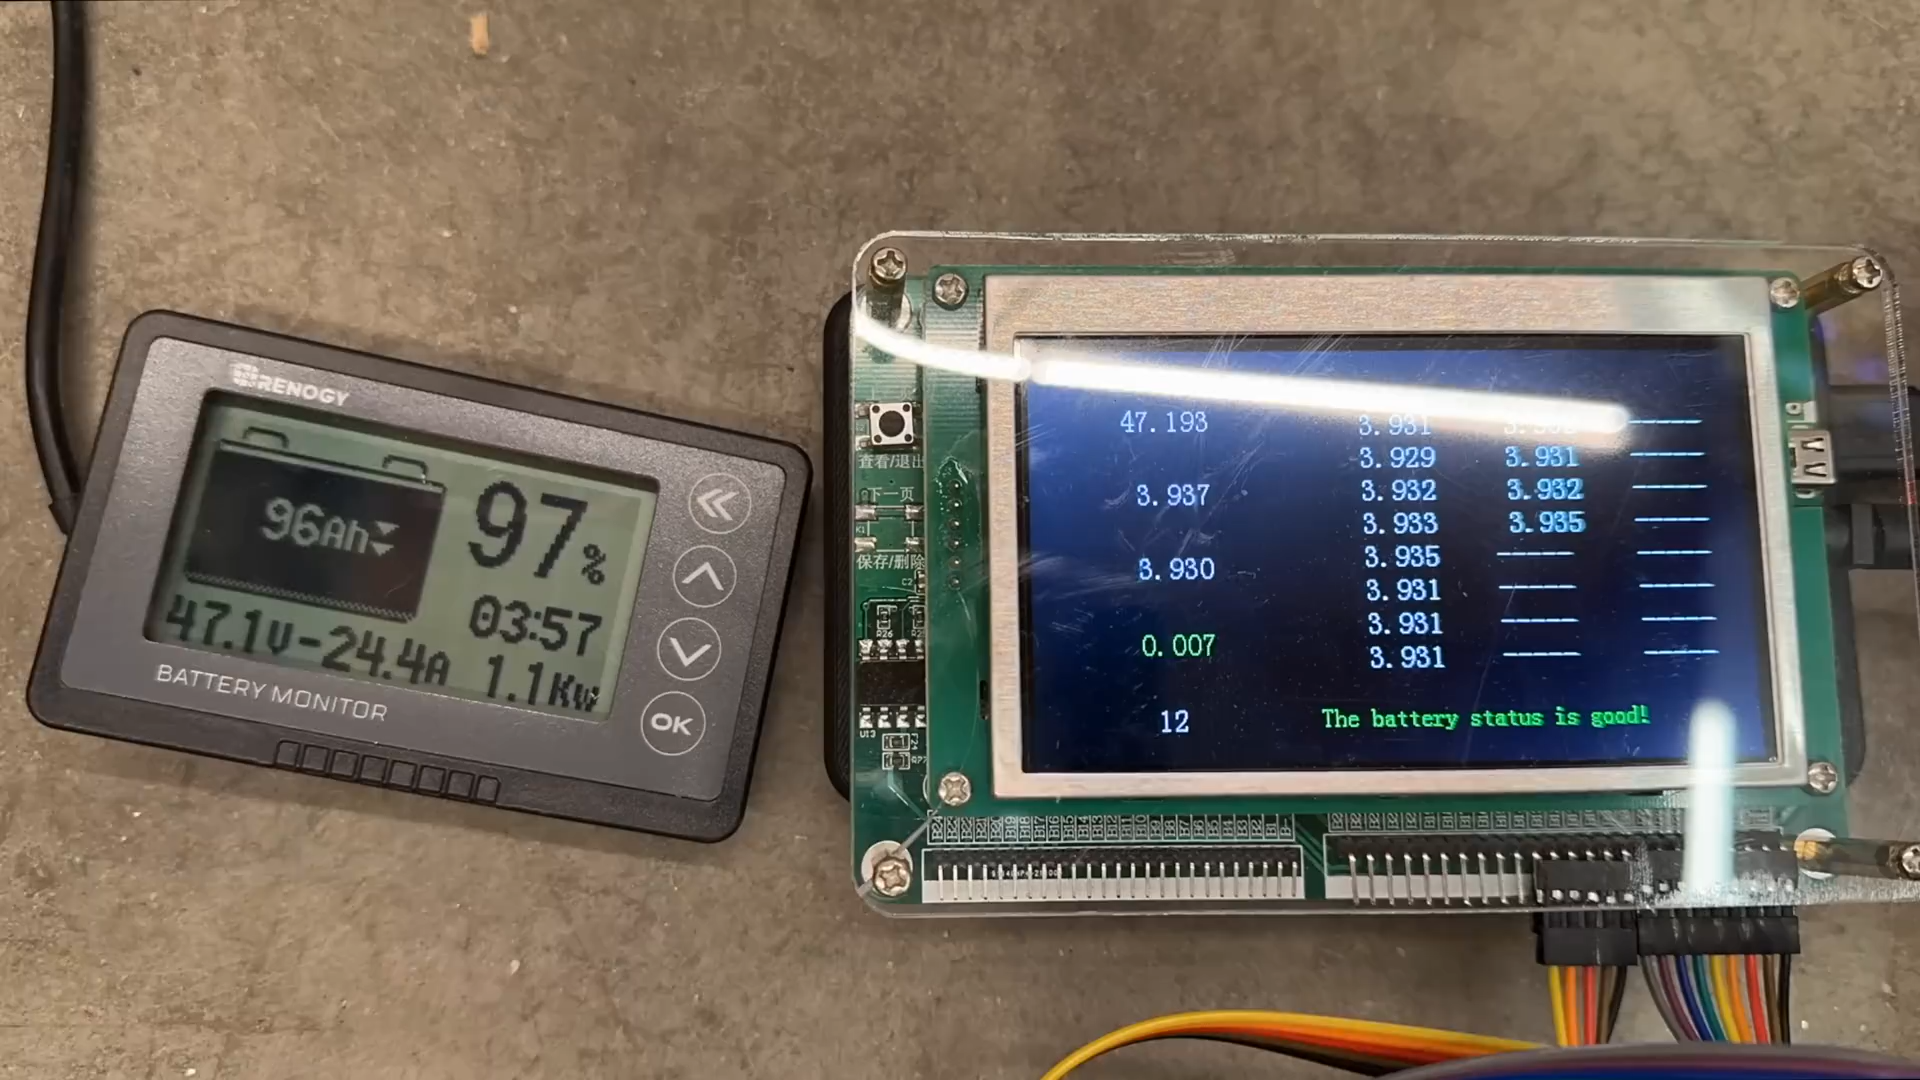 RENOGY
96Ah
97%
03:57
47.1V-24.4A 1.1Kw
BATTERY MONITOR
OK
查看/退出
下一页
保存/删除
47.193
3.937
3.930
0.007
12
3.931
3.929 3.931
3.932 3.932
3.933 3.935
3.935
3.931
3.931
3.931
The battery status is good!
R26
U13